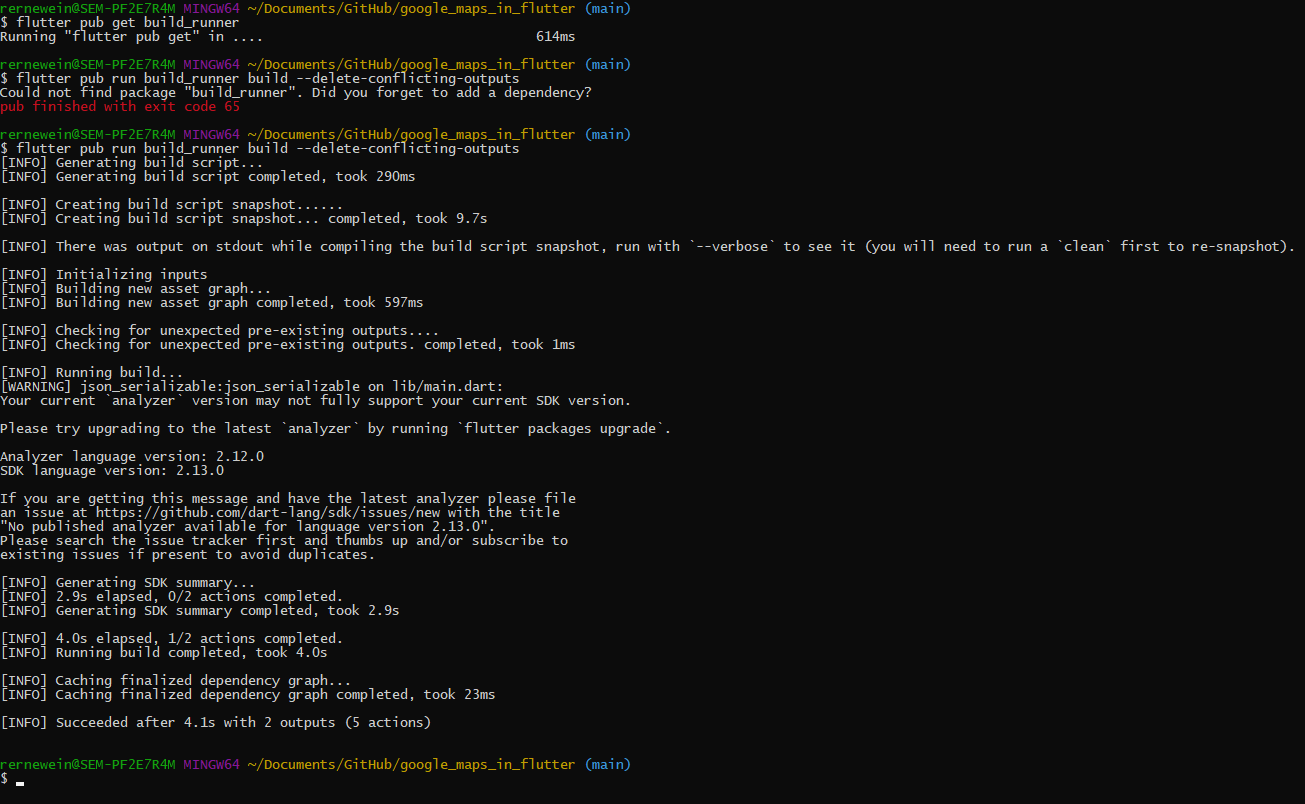 rernewein@SEM-PF2E7R4M MINGW64 ~/Documents/GitHub/google_maps_in_flutter (main)
$ flutter pub get build_runner
Running "flutter pub get" in .... 614ms
rernewein@SEM-PF2E7R4M MINGW64 ~/Documents/GitHub/google_maps_in_flutter (main)
$ flutter pub run build_runner build --delete-conflicting-outputs
Could not find package "build_runner". Did you forget to add a dependency?
pub finished with exit code 65
rernewein@SEM-PF2E7R4M MINGW64 ~/Documents/GitHub/google_maps_in_flutter (main)
$ flutter pub run build_runner build --delete-conflicting-outputs
[INFO] Generating build script...
[INFO] Generating build script completed, took 290ms
[INFO] Creating build script snapshot......
[INFO] Creating build script snapshot... completed, took 9.7s
[INFO] There was output on stdout while compiling the build script snapshot, run with `--verbose` to see it (you will need to run a `clean` first to re-snapshot).
[INFO] Initializing inputs
[INFO] Building new asset graph...
[INFO] Building new asset graph completed, took 597ms
[INFO] Checking for unexpected pre-existing outputs....
[INFO] Checking for unexpected pre-existing outputs. completed, took 1ms
[INFO] Running build...
[WARNING] json_serializable:json_serializable on lib/main.dart:
Your current `analyzer` version may not fully support your current SDK version.
Please try upgrading to the latest `analyzer` by running `flutter packages upgrade`.
Analyzer language version: 2.12.0
SDK language version: 2.13.0
If you are getting this message and have the latest analyzer please file
an issue at https://github.com/dart-lang/sdk/issues/new with the title
"No published analyzer available for language version 2.13.0".
Please search the issue tracker first and thumbs up and/or subscribe to
existing issues if present to avoid duplicates.
[INFO] Generating SDK summary...
[INFO] 2.9s elapsed, 0/2 actions completed.
[INFO] Generating SDK summary completed, took 2.9s
[INFO] 4.0s elapsed, 1/2 actions completed.
[INFO] Running build completed, took 4.0s
[INFO] Caching finalized dependency graph...
[INFO] Caching finalized dependency graph completed, took 23ms
[INFO] Succeeded after 4.1s with 2 outputs (5 actions)
rernewein@SEM-PF2E7R4M MINGW64 ~/Documents/GitHub/google_maps_in_flutter (main)
$